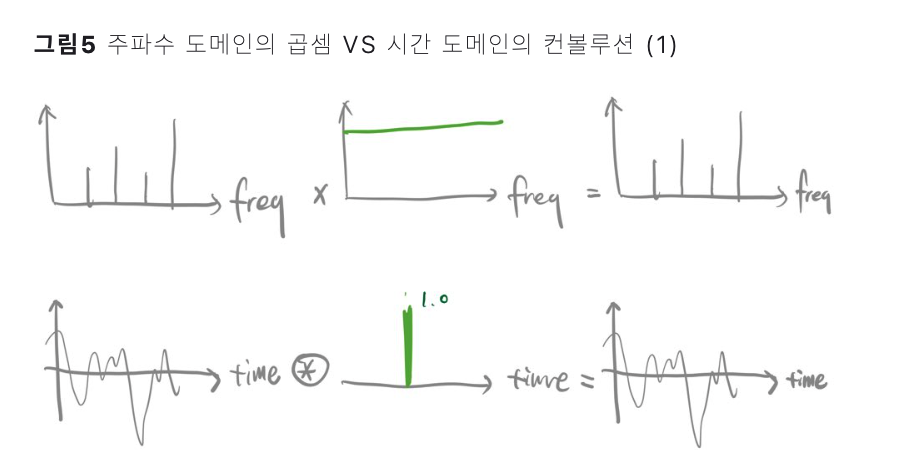 그림5 주파수 도메인의 곱셈 VS 시간 도메인의 컨볼루션 (1)
freq x freq = freq
1.0
time * time = time